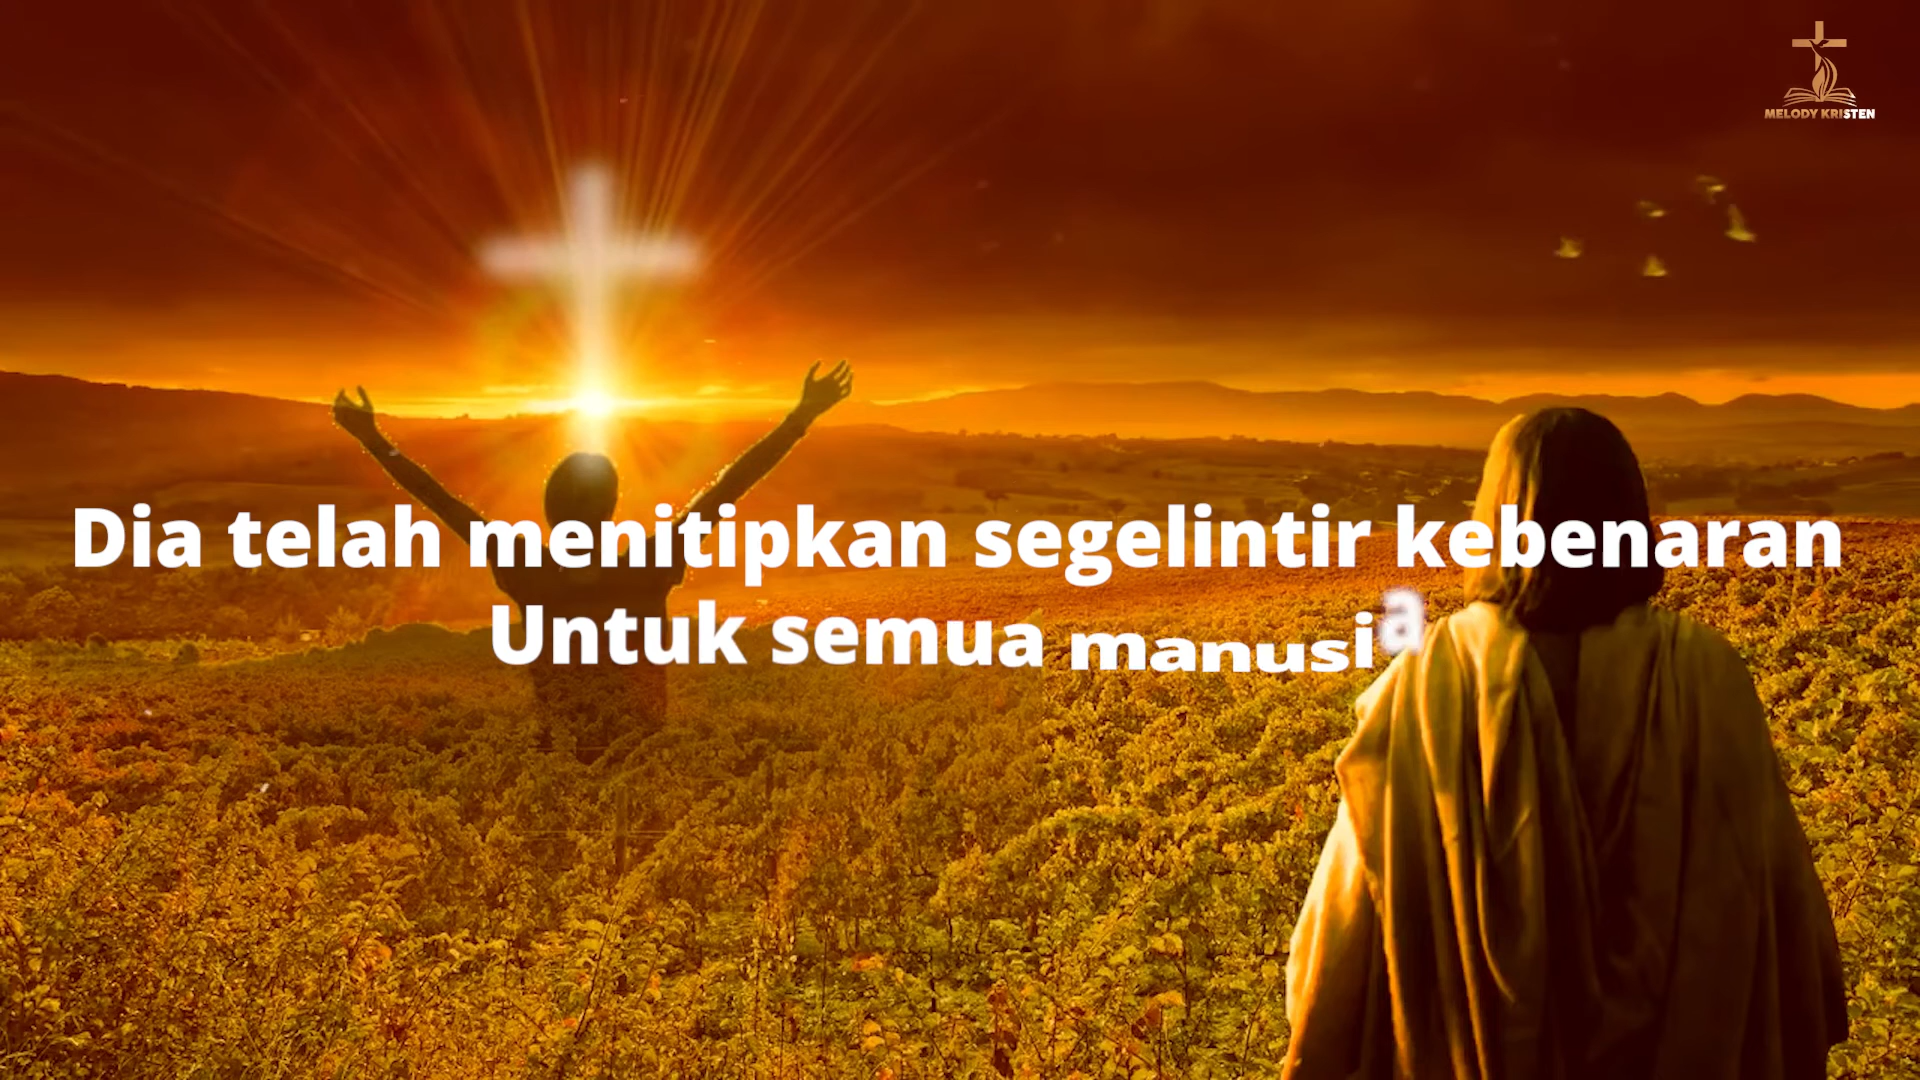 MELODY KRISTEN
Dia telah menitipkan segelintir kebenaran
Untuk semua manusia